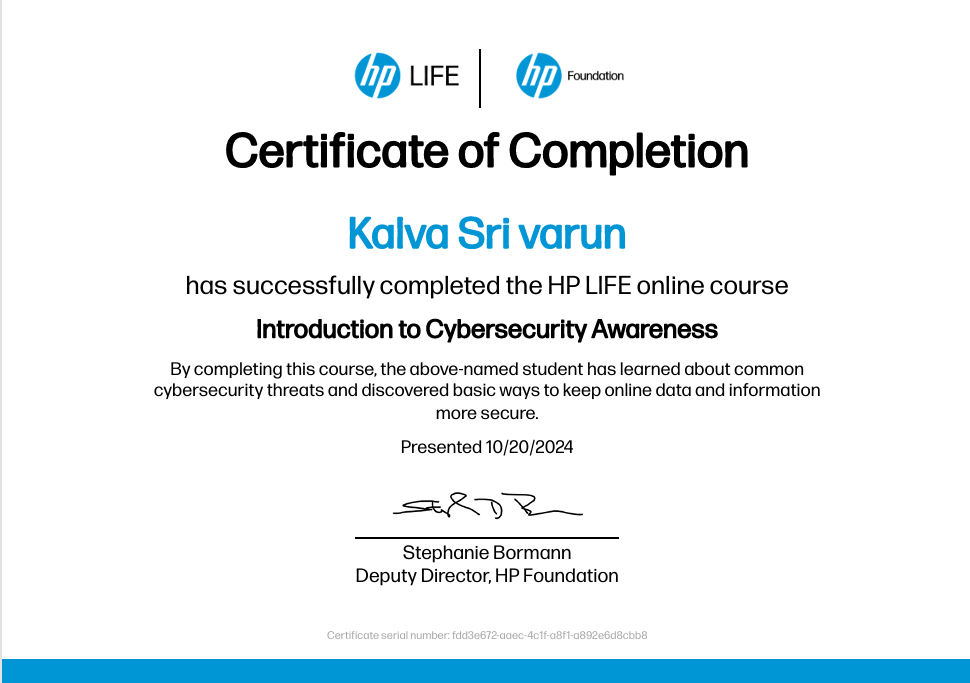 hp LIFE hp Foundation
Certificate of Completion
Kalva Sri varun
has successfully completed the HP LIFE online course
Introduction to Cybersecurity Awareness
By completing this course, the above-named student has learned about common
cybersecurity threats and discovered basic ways to keep online data and information
more secure.
Presented 10/20/2024
Stephanie Bormann
Deputy Director, HP Foundation
Certificate serial number: fdd3e672-aaec-4c1f-a8f1-a892e6d8cbb8